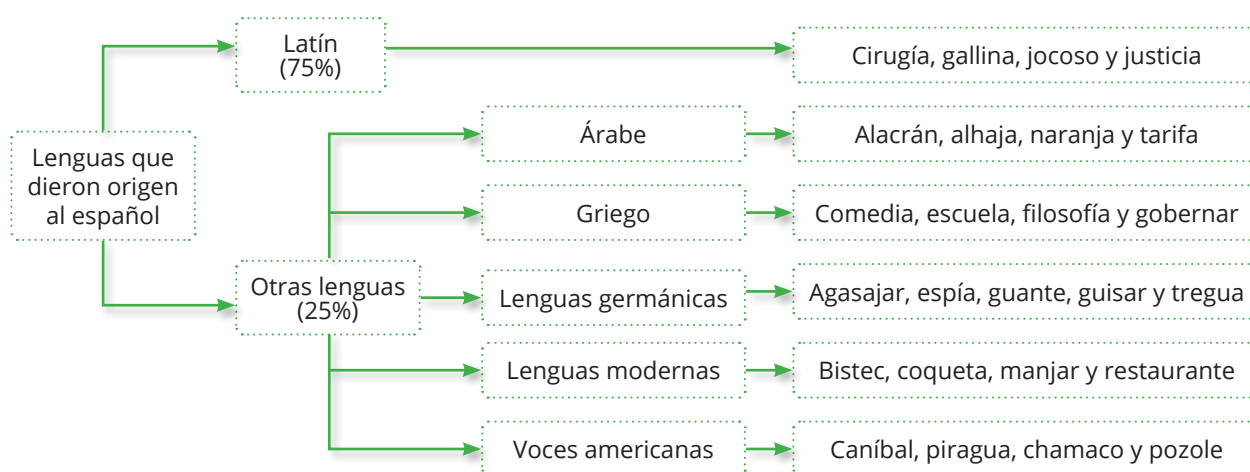 Lenguas que
dieron origen
al español
Latín
(75%)
Cirugía, gallina, jocoso y justicia
Otras lenguas
(25%)
Árabe
Alacrán, alhaja, naranja y tarifa
Griego
Comedia, escuela, filosofía y gobernar
Lenguas germánicas
Agasajar, espía, guante, guisar y tregua
Lenguas modernas
Bistec, coqueta, manjar y restaurante
Voces americanas
Caníbal, piragua, chamaco y pozole